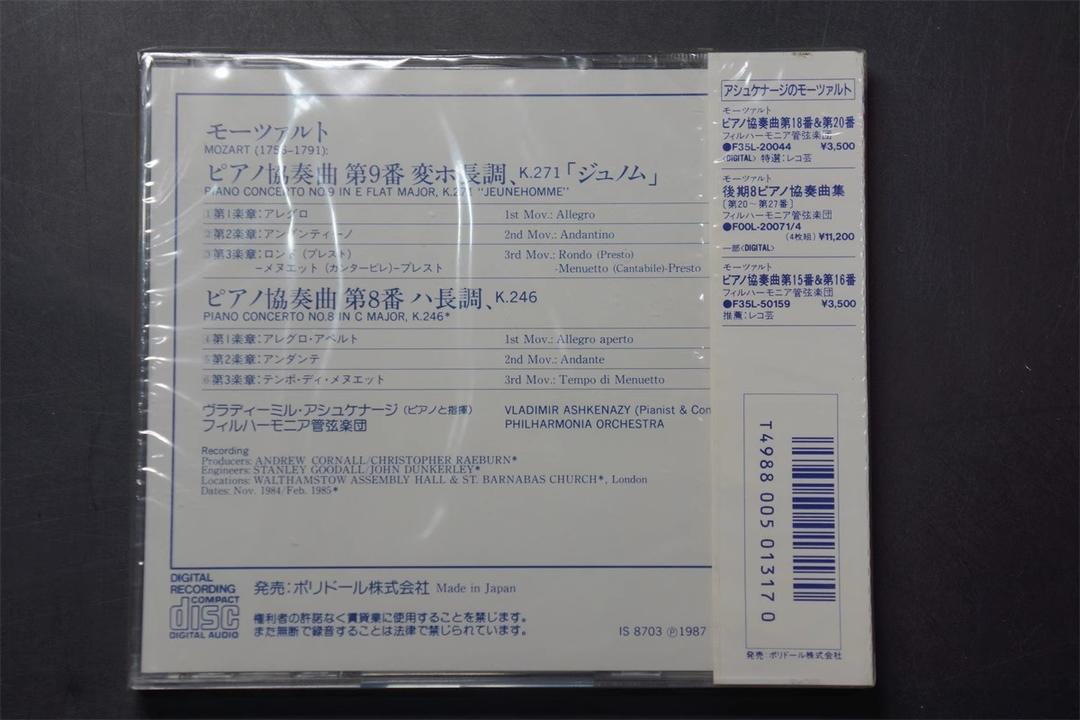 モーツァルト
MOZART (1756-1791):
ピアノ協奏曲 第9番 変ホ長調、K.271「ジュノム」
PIANO CONCERTO NO.9 IN E FLAT MAJOR, K.271 "JEUNEHOMME"
1 第1楽章:アレグロ 1st Mov.: Allegro
2 第2楽章:アンダンティーノ 2nd Mov.: Andantino
3 第3楽章:ロンド (プレスト) 3rd Mov.: Rondo (Presto)
–メヌエット (カンタービレ)–プレスト -Menuetto (Cantabile)-Presto
ピアノ協奏曲 第8番 ハ長調、K.246
PIANO CONCERTO NO.8 IN C MAJOR, K.246*
4 第1楽章:アレグロ・アペルト 1st Mov.: Allegro aperto
5 第2楽章:アンダンテ 2nd Mov.: Andante
6 第3楽章:テンポ・ディ・メヌエット 3rd Mov.: Tempo di Menuetto
ヴラディーミル・アシュケナージ (ピアノと指揮) VLADIMIR ASHKENAZY (Pianist & Con
フィルハーモニア管弦楽団 PHILHARMONIA ORCHESTRA
Recording
Producers: ANDREW CORNALL/CHRISTOPHER RAEBURN*
Engineers: STANLEY GOODALL/JOHN DUNKERLEY*
Locations: WALTHAMSTOW ASSEMBLY HALL & ST. BARNABAS CHURCH*, London
Dates: Nov. 1984/Feb. 1985*
DIGITAL
RECORDING
COMPACT
disc
DIGITAL AUDIO
発売:ポリドール株式会社 Made in Japan
権利者の許諾なく賃貸業に使用することを禁じます。
また無断で録音することは法律で禁じられています。
IS 8703 ℗1987
アシュケナージのモーツァルト
モーツァルト
ピアノ協奏曲第18番&第20番
フィルハーモニア管弦楽団
●F35L-20044 ¥3,500
<DIGITAL> 特選:レコ芸
モーツァルト
後期8ピアノ協奏曲集
[第20~第27番]
フィルハーモニア管弦楽団
●F00L-20071/4
(4枚組) ¥11,200
一部<DIGITAL>
モーツァルト
ピアノ協奏曲第15番&第16番
フィルハーモニア管弦楽団
●F35L-50159 ¥3,500
推薦:レコ芸
T4988 005 013170
発売:ポリドール株式会社